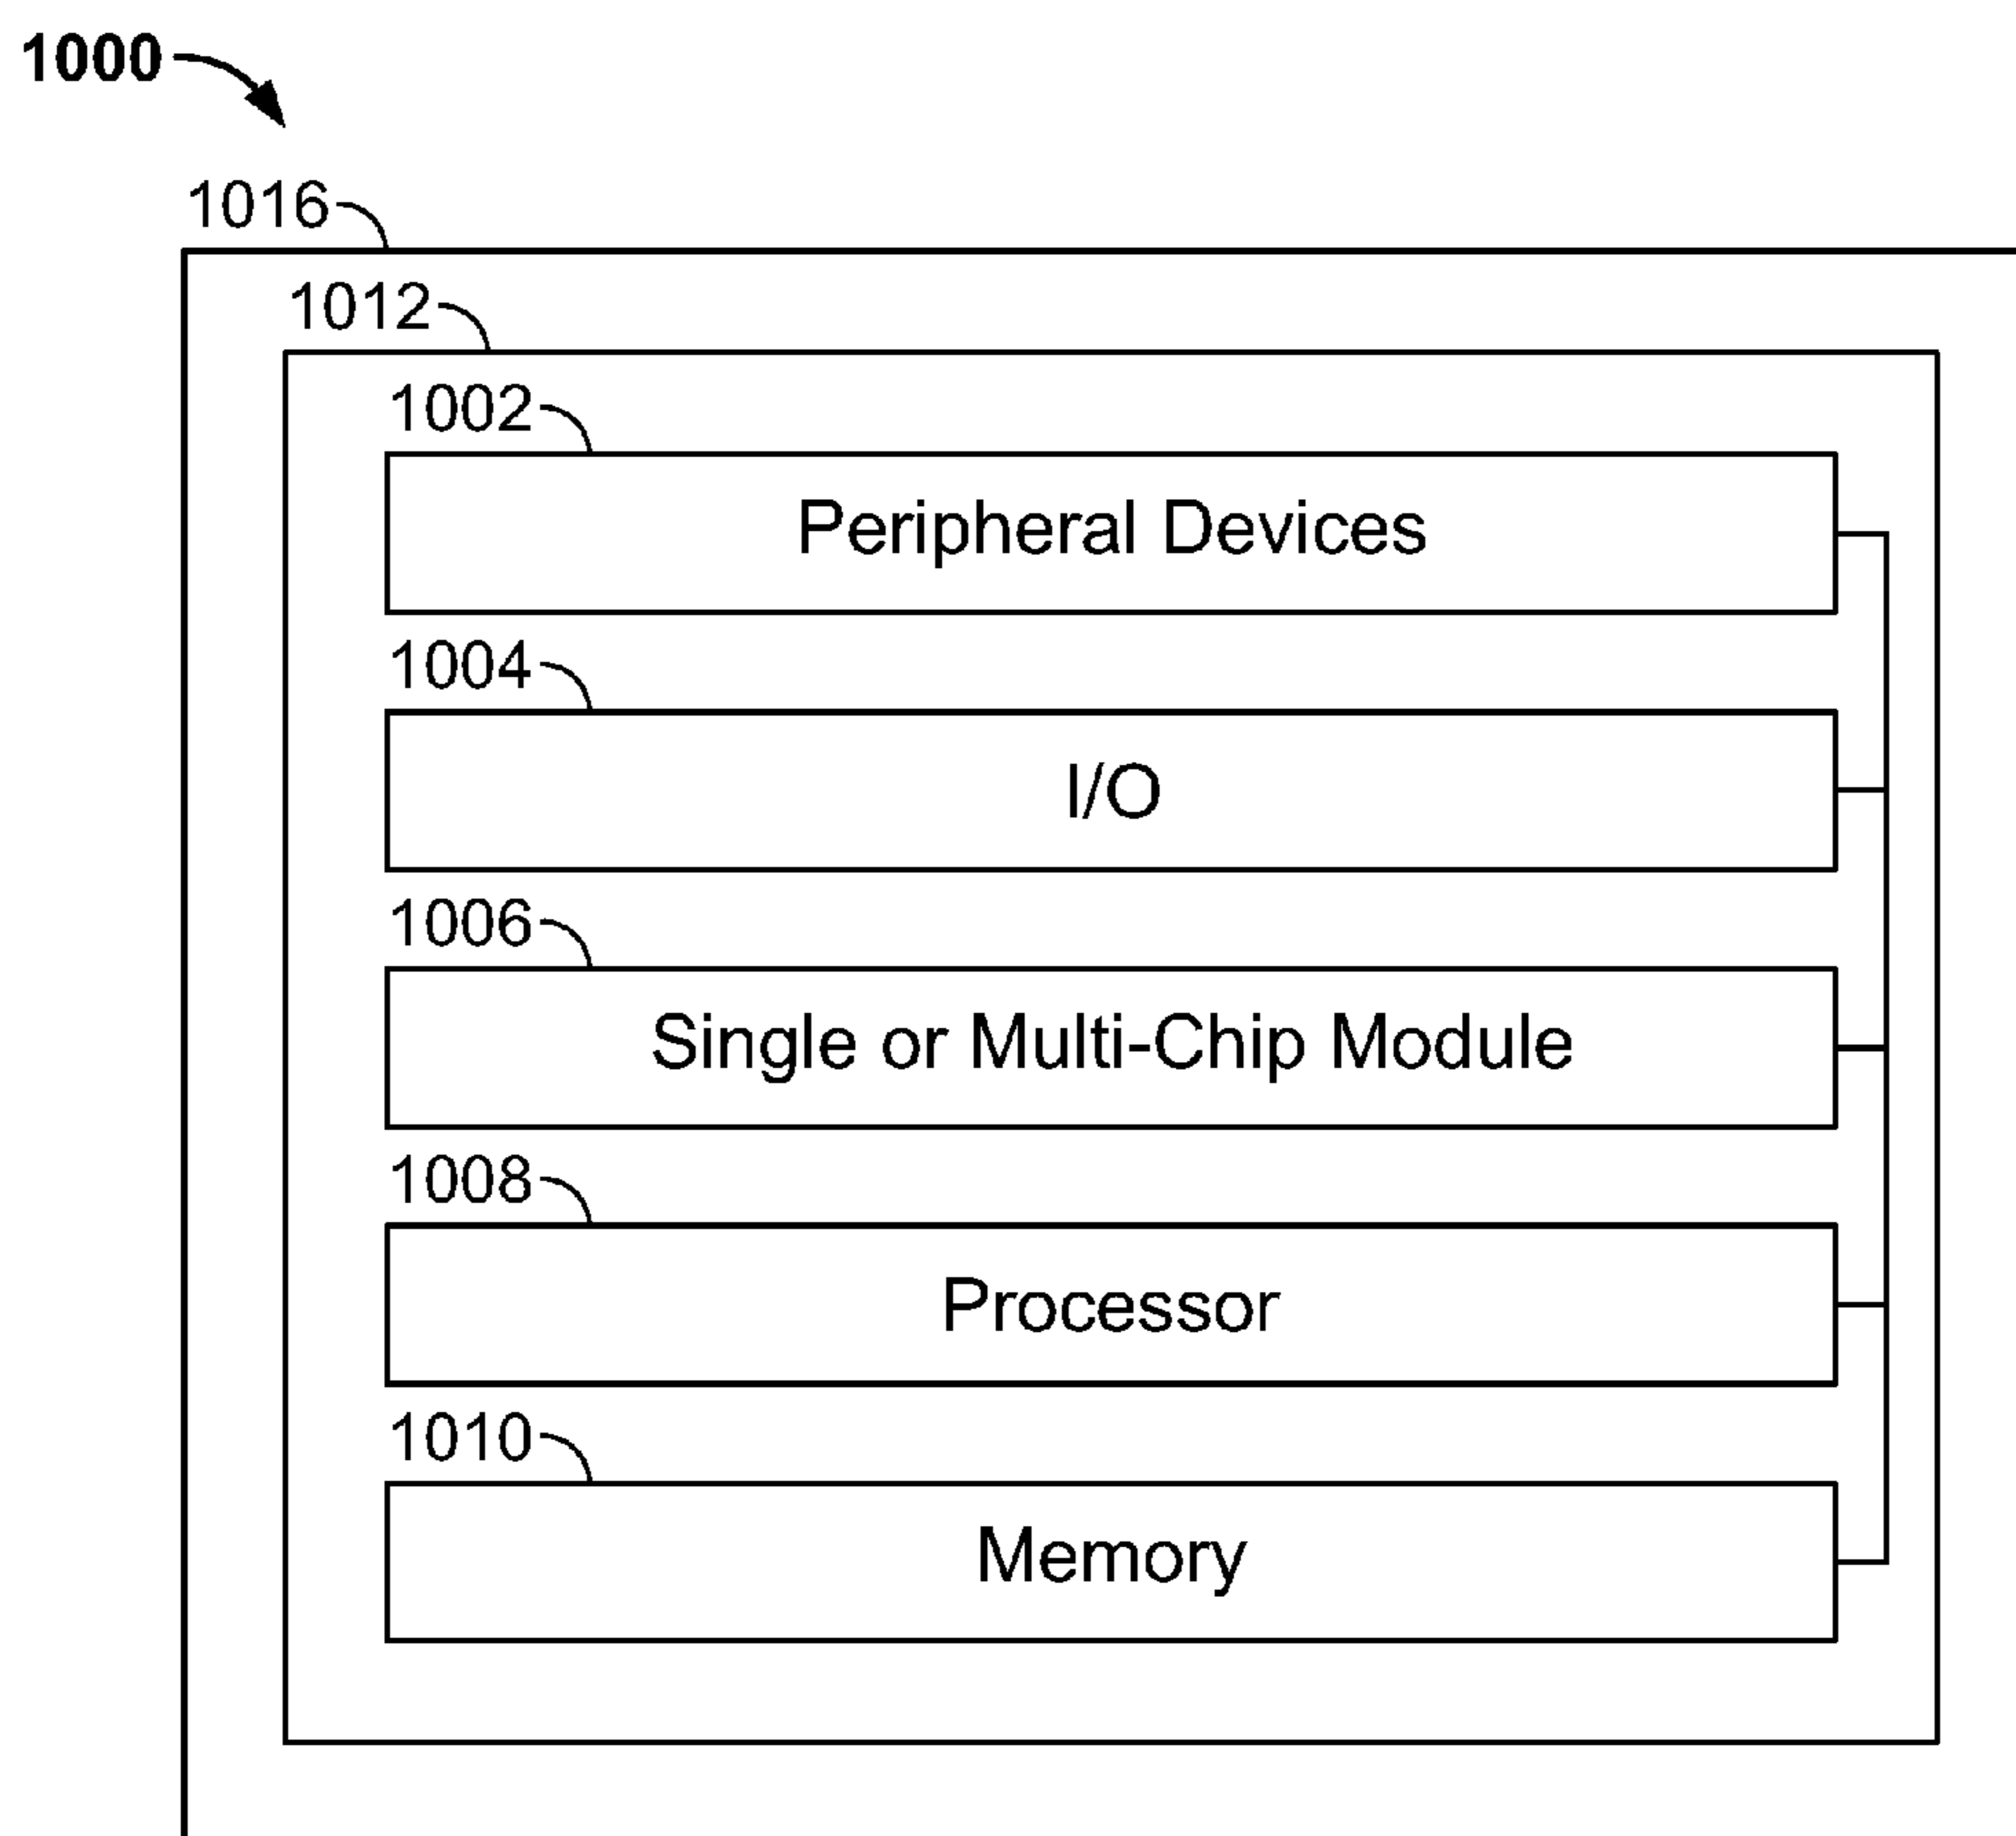 1000
1016
1012
1002
Peripheral Devices
1004
I/O
1006
Single or Multi-Chip Module
1008
Processor
1010
Memory